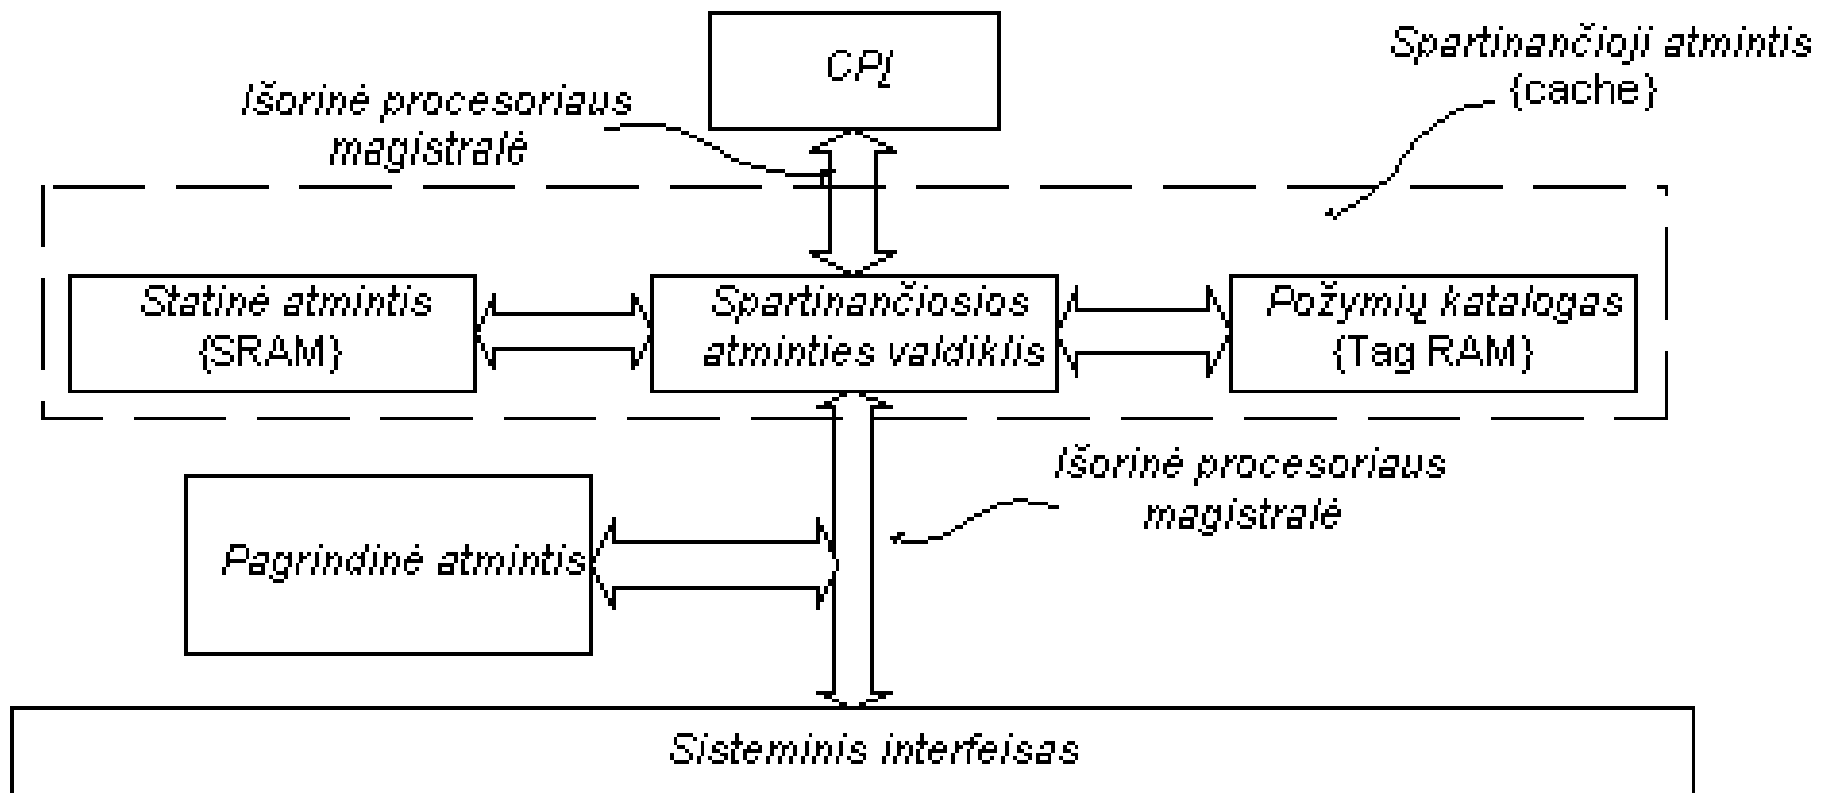 CPĮ
Spartinančioji atmintis
{cache}
Išorinė procesoriaus
magistralė
Statinė atmintis
{SRAM}
Spartinančiosios
atminties valdiklis
Požymių katalogas
{Tag RAM}
Išorinė procesoriaus
magistralė
Pagrindinė atmintis
Sisteminis interfeisas